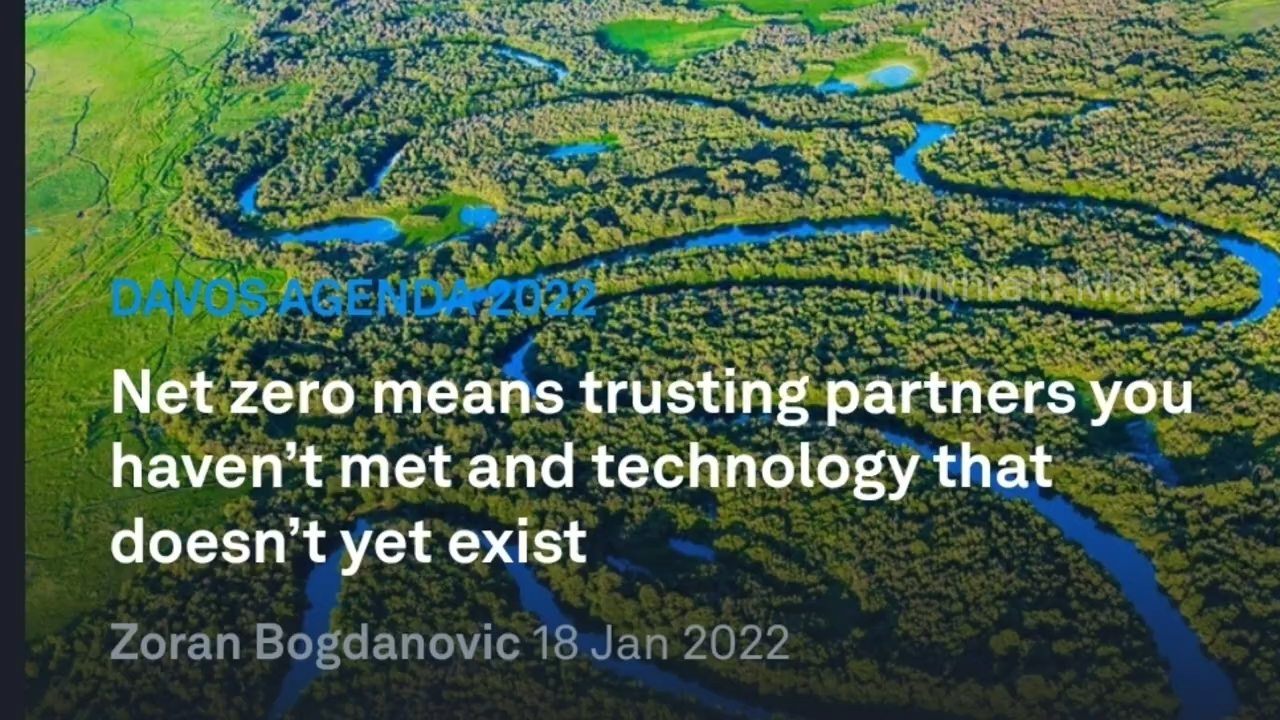 DAVOS AGENDA 2022
Net zero means trusting partners you
haven’t met and technology that
doesn’t yet exist
Zoran Bogdanovic 18 Jan 2022